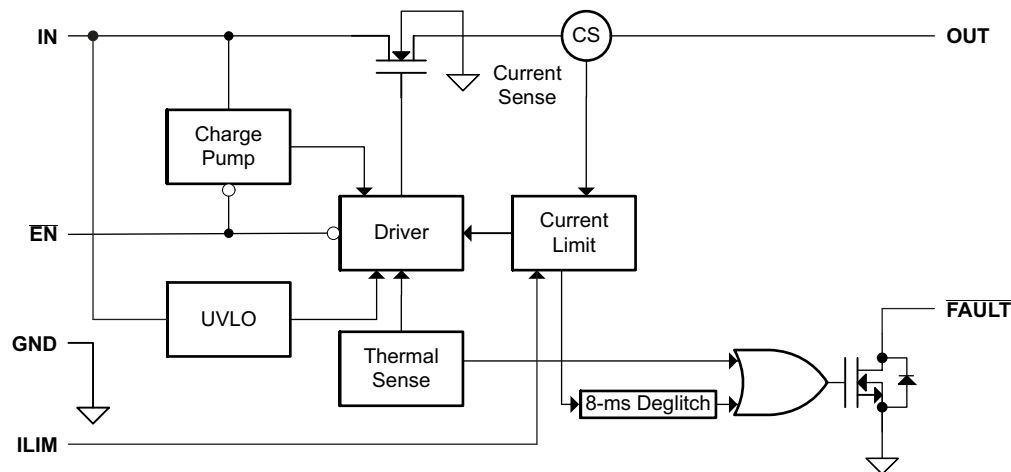 IN
CS
OUT
Current
Sense
Charge
Pump
EN
Driver
Current
Limit
UVLO
FAULT
GND
Thermal
Sense
8-ms Deglitch
ILIM